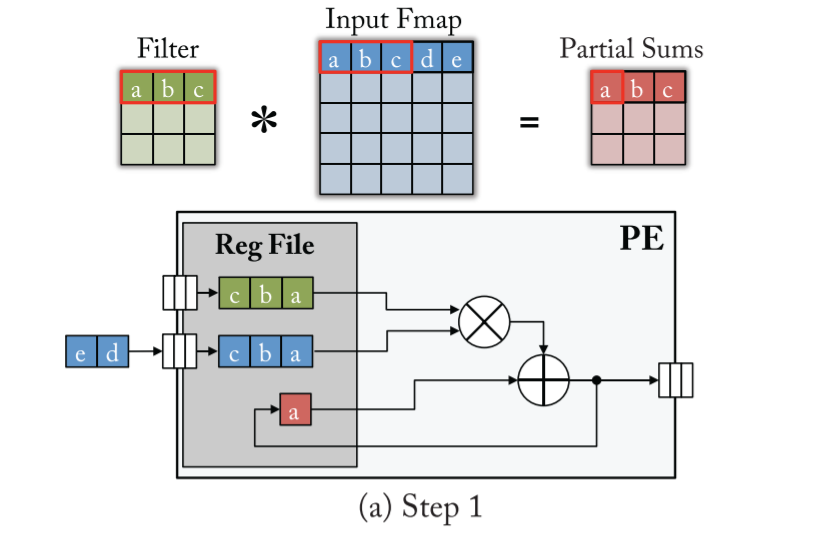 Input Fmap
Filter
Partial Sums
a b c
a b c d e
a b c
*
=
Reg File
PE
c b a
e d
c b a
a
(a) Step 1